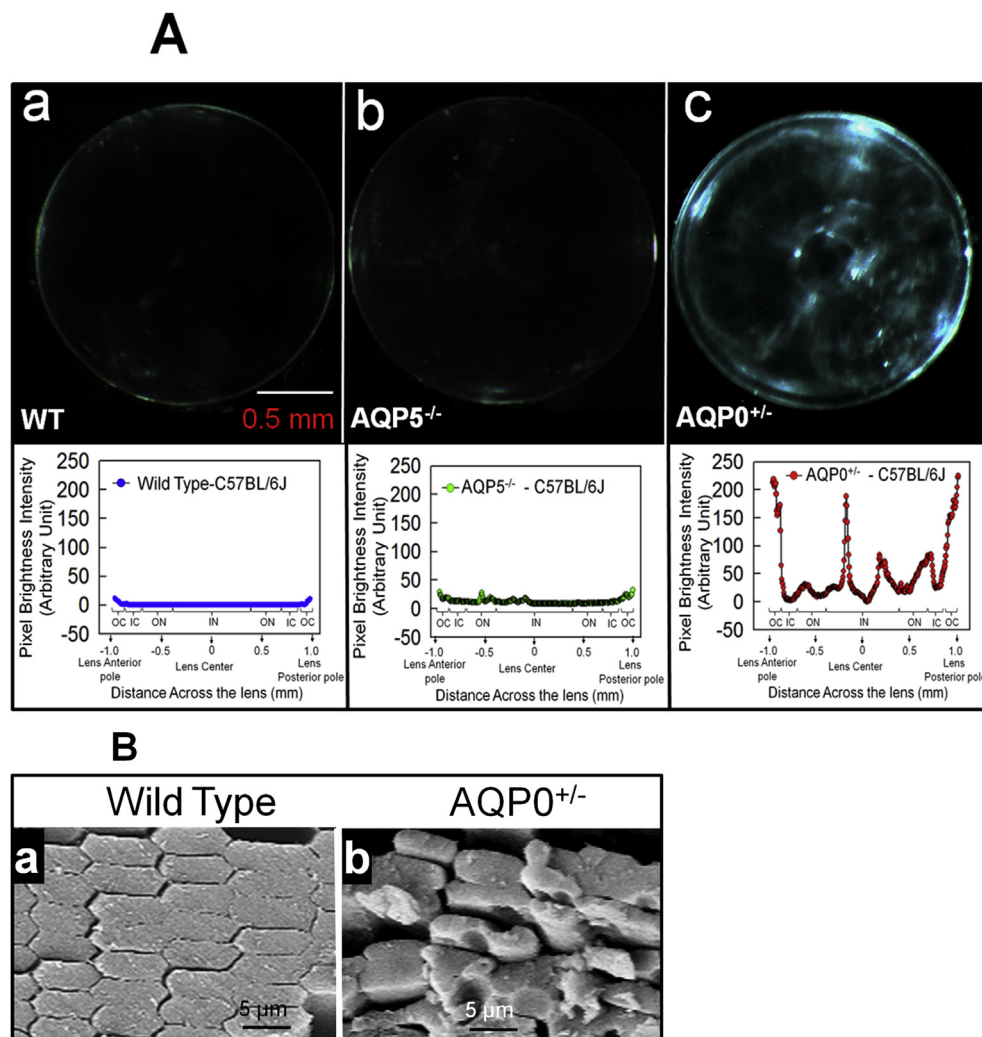 A
a
b
c
WT
0.5 mm
AQP5-/-
AQP0+/-
Pixel Brightness Intensity
(Arbitrary Unit)
250
200
150
100
50
0
-50
Wild Type-C57BL/6J
OC IC ON IN ON IC OC
-1.0 -0.5 0 0.5 1.0
Lens Anterior pole
Lens Center
Lens Posterior pole
Distance Across the lens (mm)
Pixel Brightness Intensity
(Arbitrary Unit)
250
200
150
100
50
0
-50
AQP5-/- - C57BL/6J
OC IC ON IN ON IC OC
-1.0 -0.5 0 0.5 1.0
Lens Anterior pole
Lens Center
Lens Posterior pole
Distance Across the lens (mm)
Pixel Brightness Intensity
(Arbitrary Unit)
250
200
150
100
50
0
-50
AQP0+/- - C57BL/6J
OC IC ON IN ON IC OC
-1.0 -0.5 0 0.5 1.0
Lens Anterior pole
Lens Center
Lens Posterior pole
Distance Across the lens (mm)
B
Wild Type
AQP0+/-
a
b
5 µm
5 µm